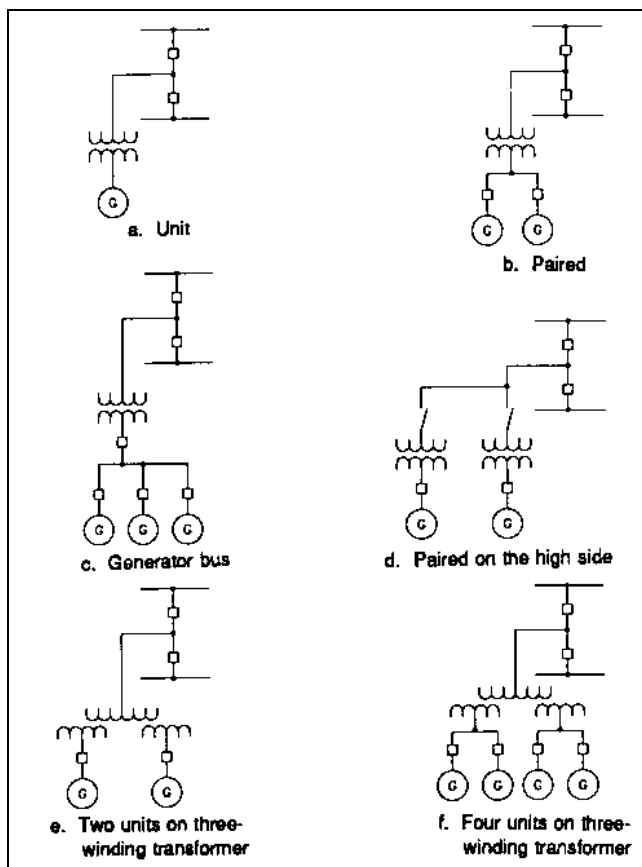 G
a. Unit
G G
b. Paired
G G G
c. Generator bus
G G
d. Paired on the high side
G G
e. Two units on three-
winding transformer
G G G G
f. Four units on three-
winding transformer